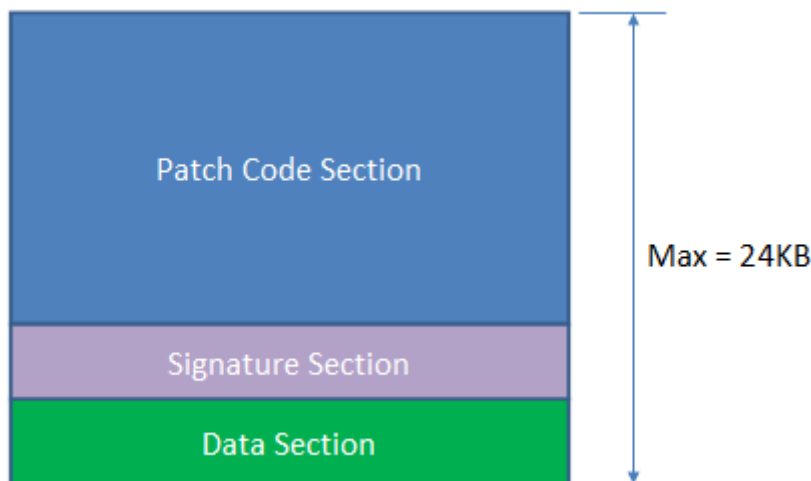 Patch Code Section
Max = 24KB
Signature Section
Data Section